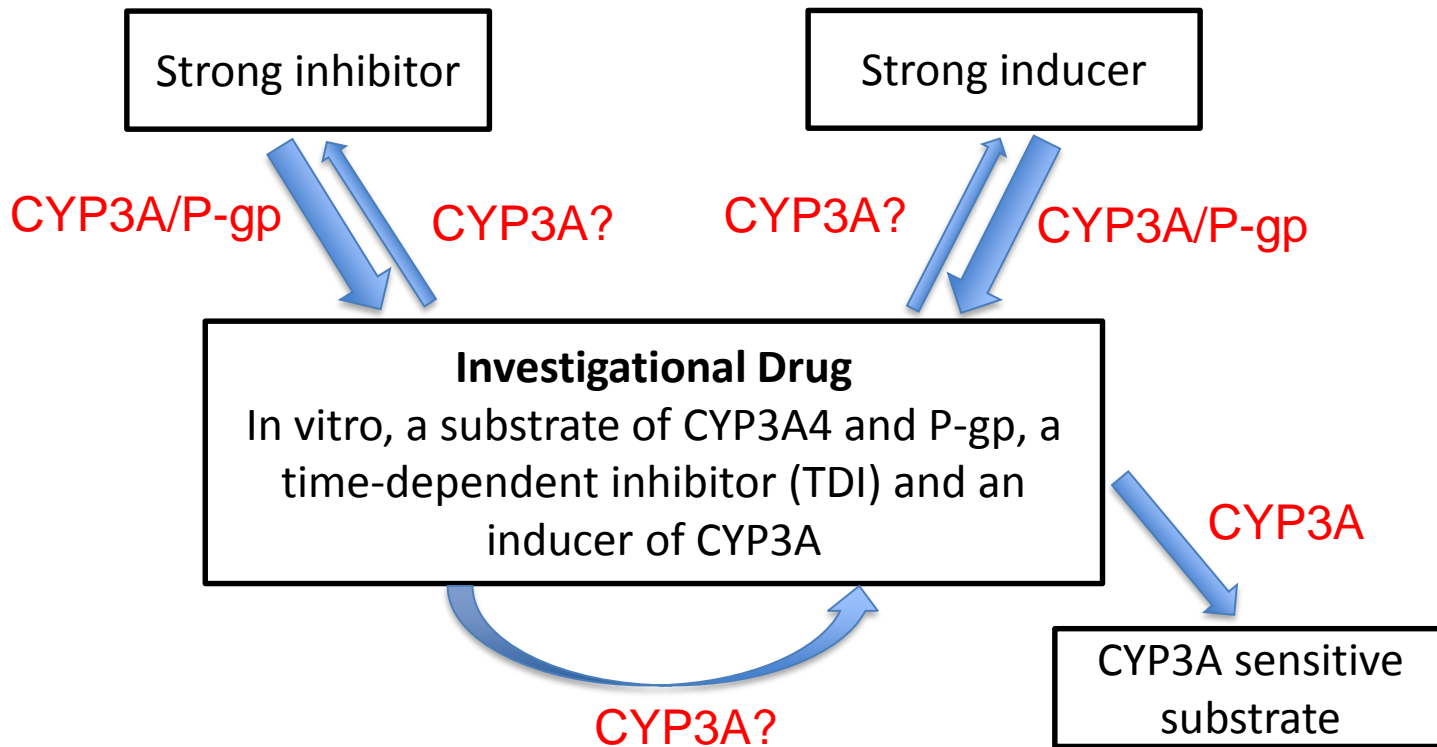 Strong inhibitor
Strong inducer
CYP3A/P-gp
CYP3A?
CYP3A?
CYP3A/P-gp
Investigational Drug
In vitro, a substrate of CYP3A4 and P-gp, a
time-dependent inhibitor (TDI) and an
inducer of CYP3A
CYP3A
CYP3A?
CYP3A sensitive
substrate